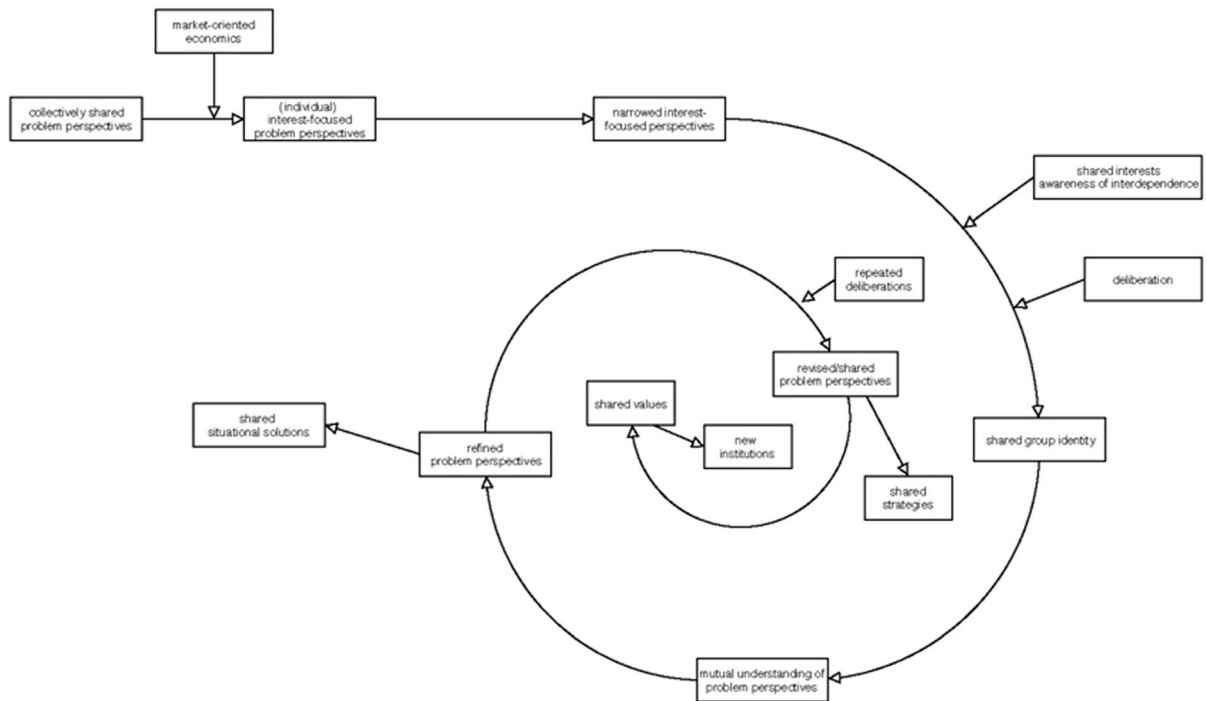 market-oriented
economics
collectively shared
problem perspectives
(individual)
interest-focused
problem perspectives
narrowed interest-
focused perspectives
shared interests
awareness of interdependence
repeated
deliberations
deliberation
revised/shared
problem perspectives
shared values
shared
situational solutions
refined
problem perspectives
new
institutions
shared group identity
shared
strategies
mutual understanding of
problem perspectives